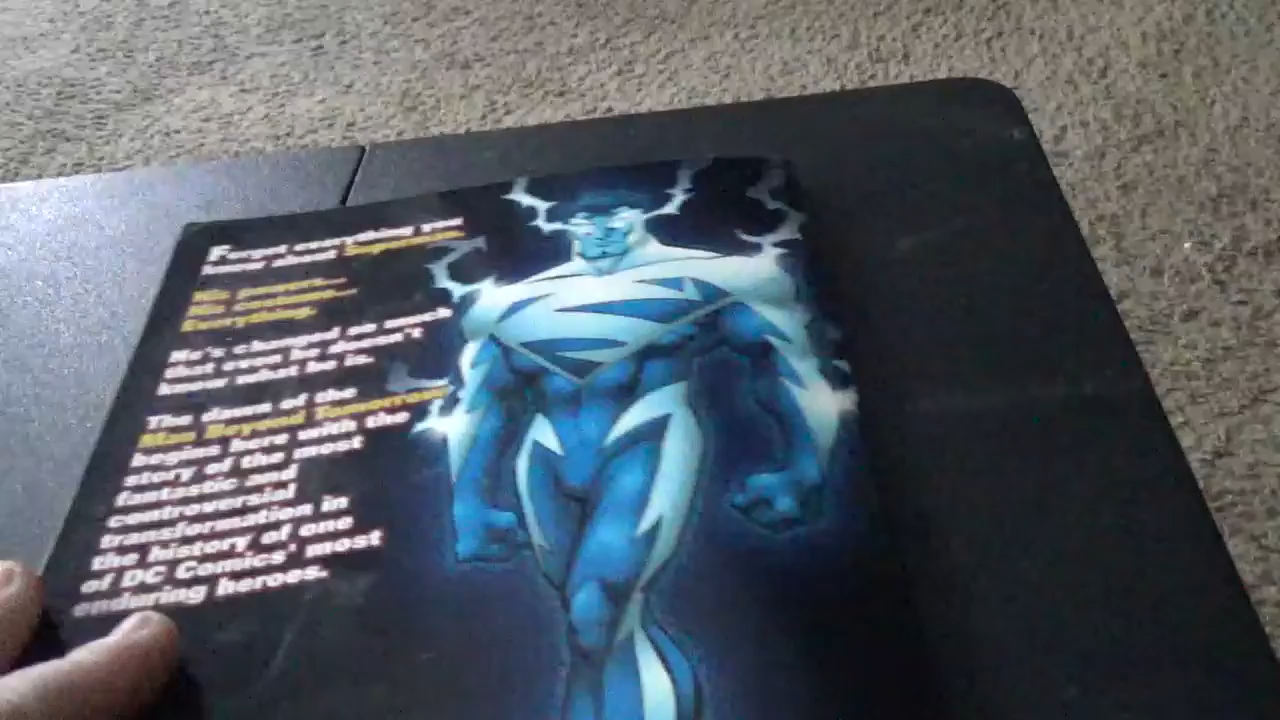 Forget everything you
know about Superman.
His powers...
His costume...
Everything.
He's changed so much
that even he doesn't
know what he is.
The dawn of the
Man Beyond Tomorrow
begins here with the
story of the most
fantastic and
controversial
transformation in
the history of one
of DC Comics' most
enduring heroes.